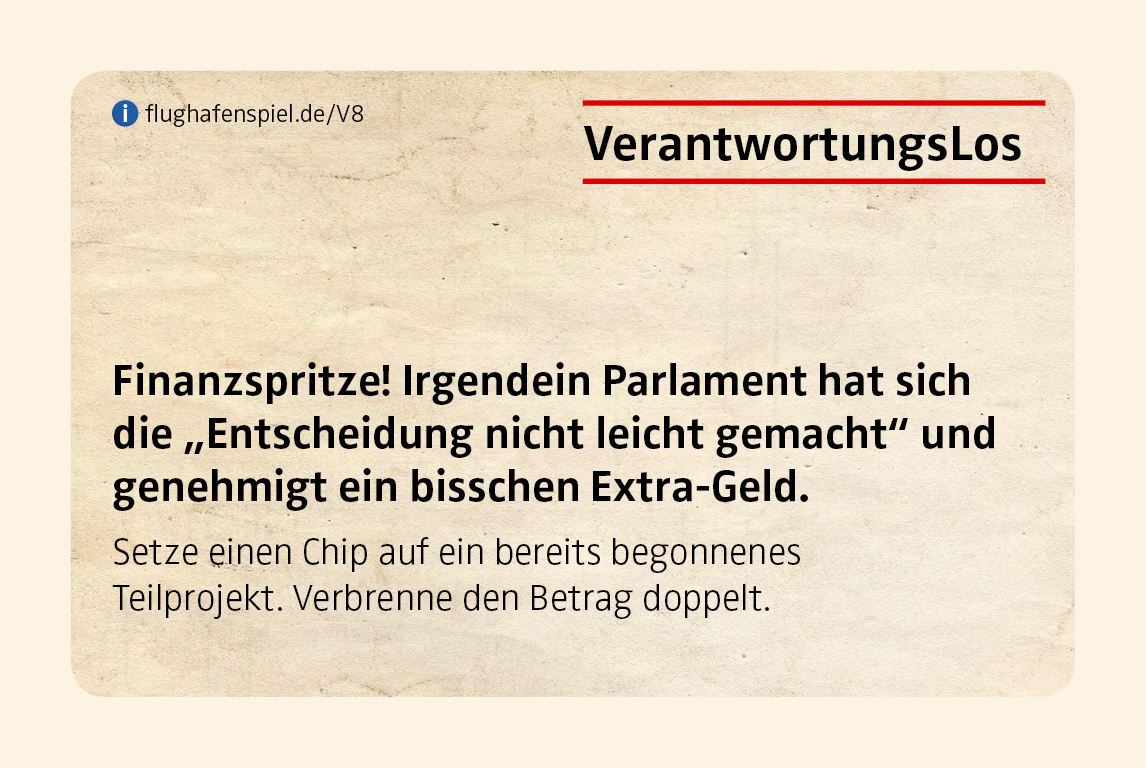 flughafenspiel.de/V8
VerantwortungsLos
Finanzspritze! Irgendein Parlament hat sich
die „Entscheidung nicht leicht gemacht“ und
genehmigt ein bisschen Extra-Geld.
Setze einen Chip auf ein bereits begonnenes
Teilprojekt. Verbrenne den Betrag doppelt.